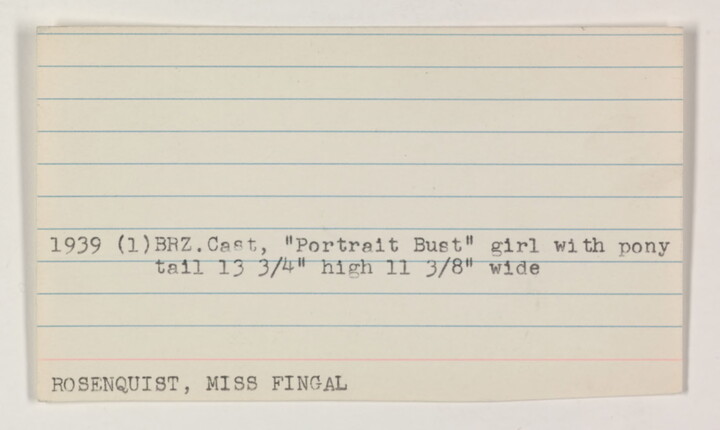 1939 (1)BRZ.Cast, "Portrait Bust" girl with pony
tail 13 3/4" high 11 3/8" wide
ROSENQUIST, MISS FINGAL